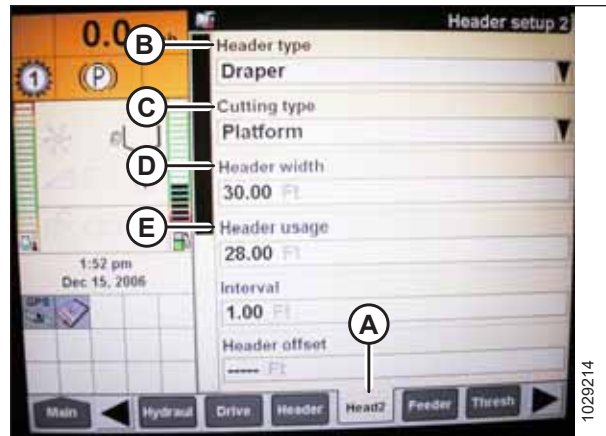 0.0
Header setup 2
B
Header type
Draper
1
P
C
Cutting type
Platform
D
Header width
30.00 Ft
E
Header usage
28.00 Ft
1:52 pm
Dec 15, 2006
Interval
1.00 Ft
GPS
A
Header offset
----- Ft
Main
Hydraul
Drive
Header
Head2
Feeder
Thresh
1029214